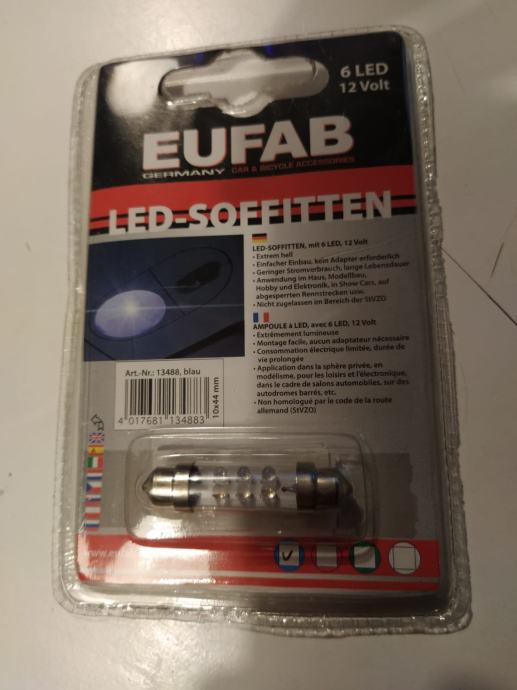 6 LED
12 Volt
EUFAB
GERMANY CAR & BICYCLE ACCESSORIES
LED-SOFFITTEN
LED-SOFFITTEN, mit 6 LED, 12 Volt
• Extrem hell
• Einfacher Einbau, kein Adapter erforderlich
• Geringer Stromverbrauch, lange Lebensdauer
• Anwendung im Haus, Modellbau,
Hobby und Elektronik, in Show Cars, auf
abgesperrten Rennstrecken usw.
• Nicht zugelassen im Bereich der StVZO
AMPOULE à LED, avec 6 LED, 12 Volt
• Extrêmement lumineuse
• Montage facile, aucun adaptateur nécessaire
• Consommation électrique limitée, durée de
vie prolongée
• Application dans la sphère privée, en
modélisme, pour les loisirs et l'électronique,
dans le cadre de salons automobiles, sur des
autodromes barrés, etc.
• Non homologué par le code de la route
allemand (StVZO)
Art.-Nr.: 13488, blau
4 017681 134883
10x44 mm
www.eufab